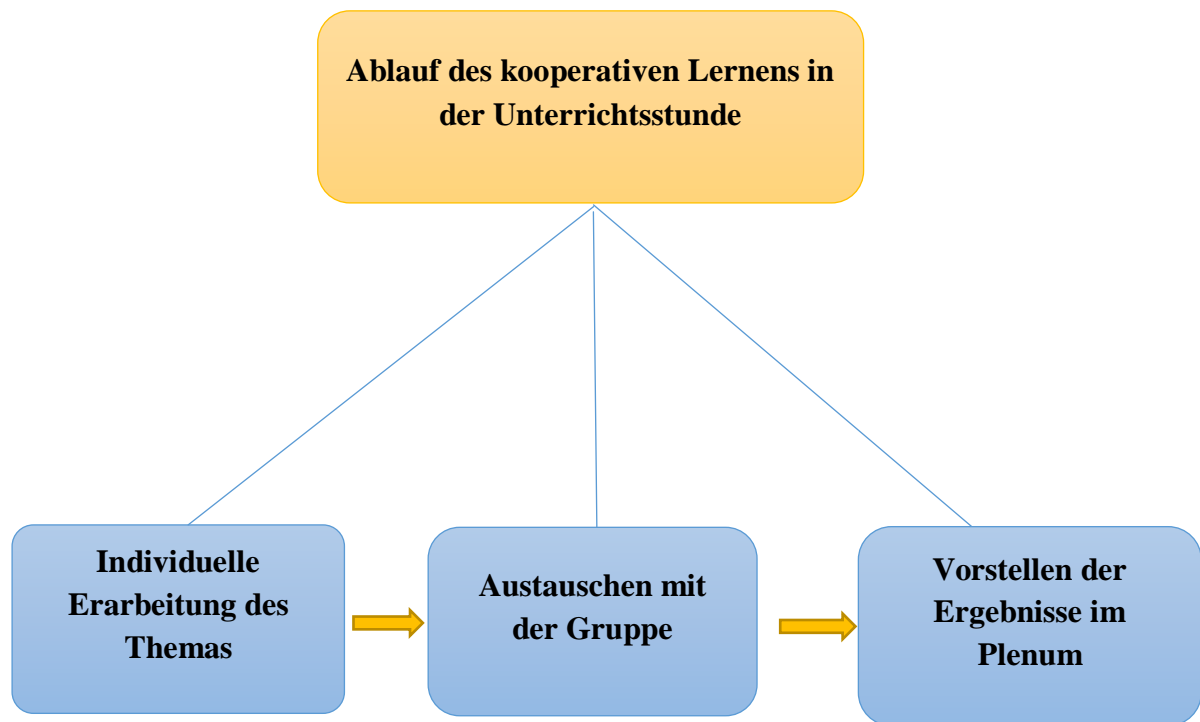 Ablauf des kooperativen Lernens in
der Unterrichtsstunde
Individuelle
Erarbeitung des
Themas
Austauschen mit
der Gruppe
Vorstellen der
Ergebnisse im
Plenum